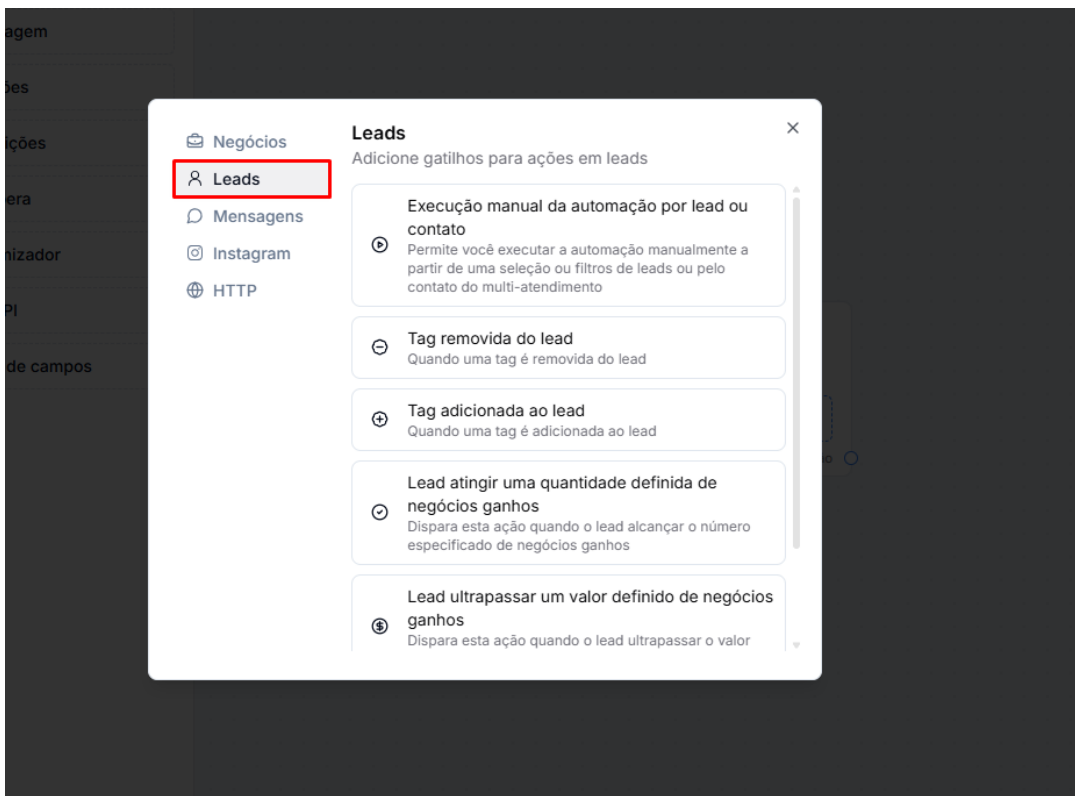 Negócios
Leads
Mensagens
Instagram
HTTP
Leads
Adicione gatilhos para ações em leads
Execução manual da automação por lead ou
contato
Permite você executar a automação manualmente a
partir de uma seleção ou filtros de leads ou pelo
contato do multi-atendimento
Tag removida do lead
Quando uma tag é removida do lead
Tag adicionada ao lead
Quando uma tag é adicionada ao lead
Lead atingir uma quantidade definida de
negócios ganhos
Dispara esta ação quando o lead alcançar o número
especificado de negócios ganhos
Lead ultrapassar um valor definido de negócios
ganhos
Dispara esta ação quando o lead ultrapassar o valor
agem
ões
ições
era
nizador
PI
de campos